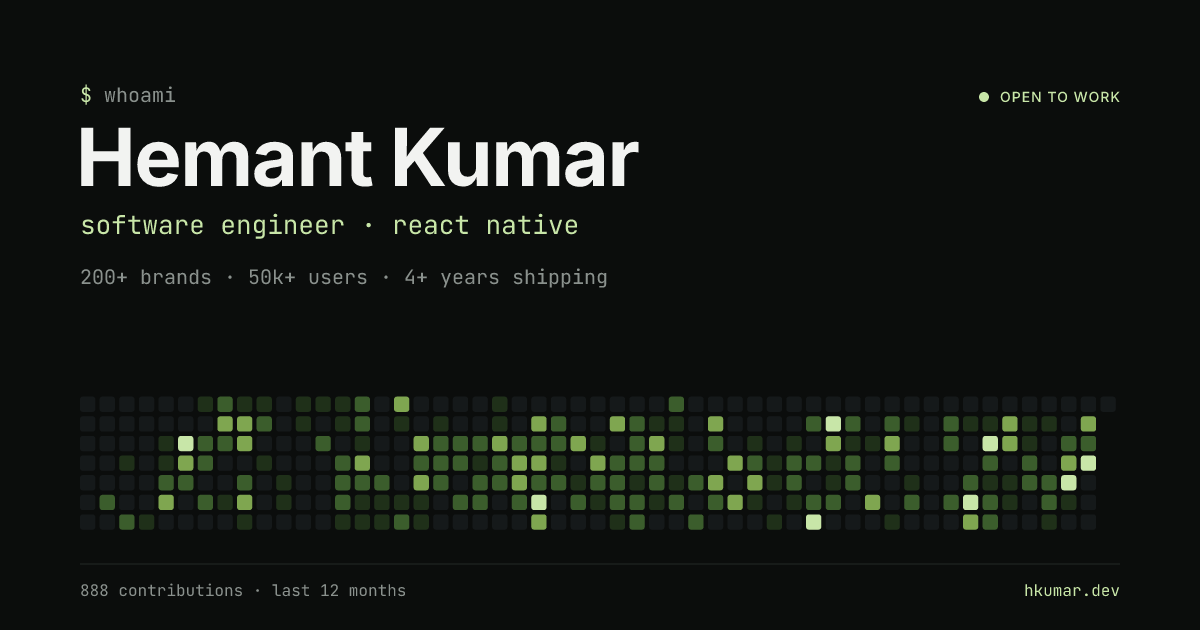 $ whoami
OPEN TO WORK
Hemant Kumar
software engineer · react native
200+ brands · 50k+ users · 4+ years shipping
888 contributions · last 12 months
hkumar.dev